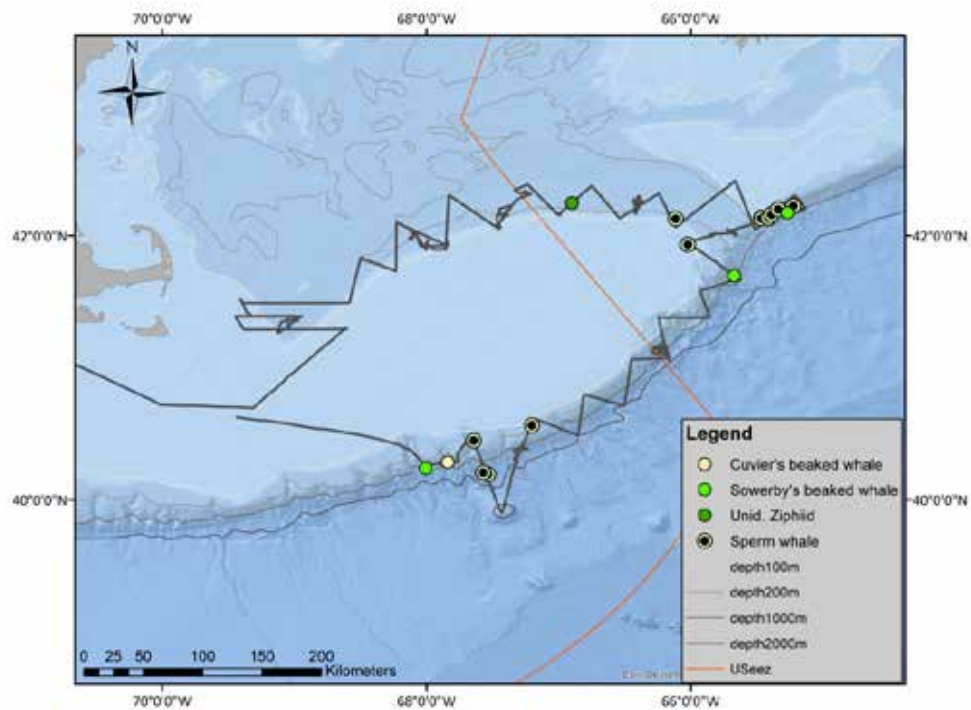 70°0'0"W 68°0'0"W 66°0'0"W
N
42°0'0"N 42°0'0"N
40°0'0"N 40°0'0"N
Legend
Cuvier's beaked whale
Sowerby's beaked whale
Unid. Ziphiid
Sperm whale
depth100m
depth200m
depth1000m
depth2000m
USeez
0 25 50 100 150 200
Kilometers
70°0'0"W 68°0'0"W 66°0'0"W